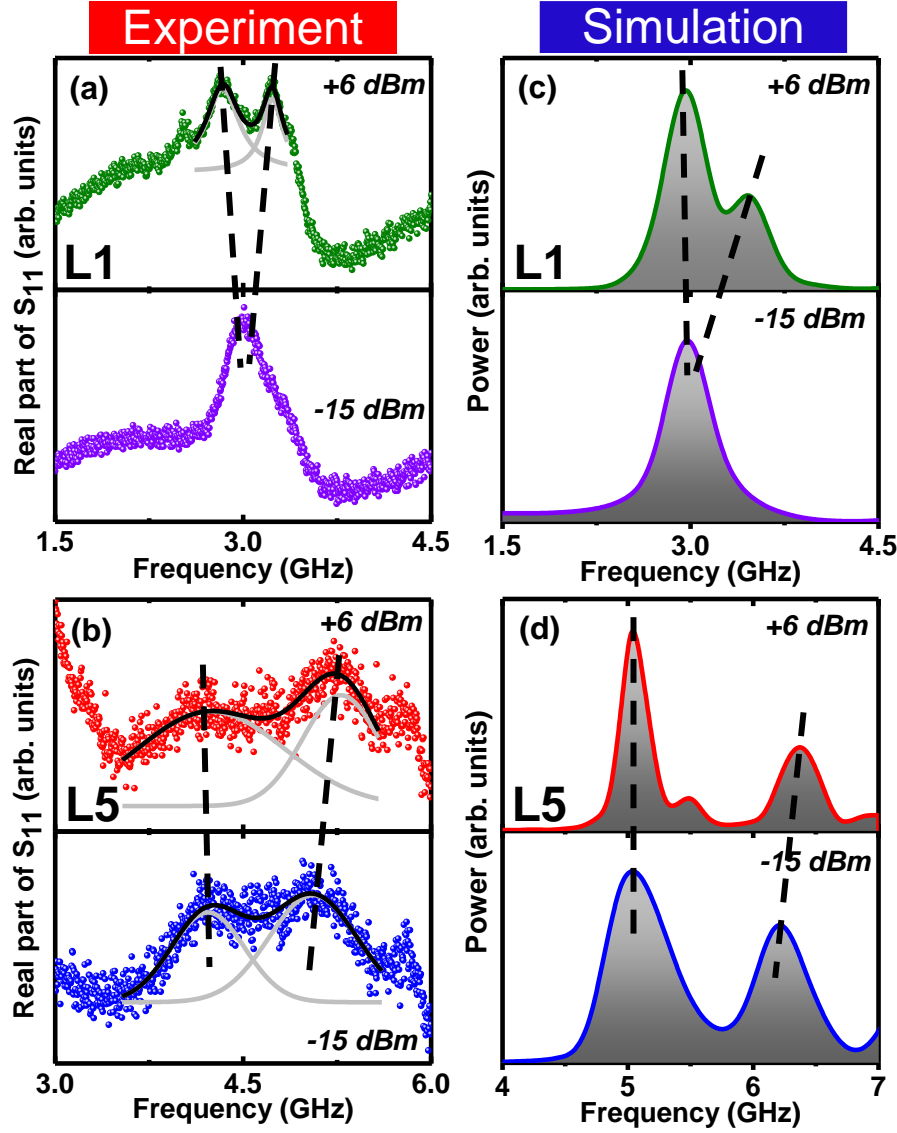 Experiment
Simulation
(a)
+6 dBm
L1
-15 dBm
Real part of S11 (arb. units)
1.5 3.0 4.5
Frequency (GHz)
(c)
+6 dBm
L1
-15 dBm
Power (arb. units)
1.5 3.0 4.5
Frequency (GHz)
(b)
+6 dBm
L5
-15 dBm
Real part of S11 (arb. units)
3.0 4.5 6.0
Frequency (GHz)
(d)
+6 dBm
L5
-15 dBm
Power (arb. units)
4 5 6 7
Frequency (GHz)